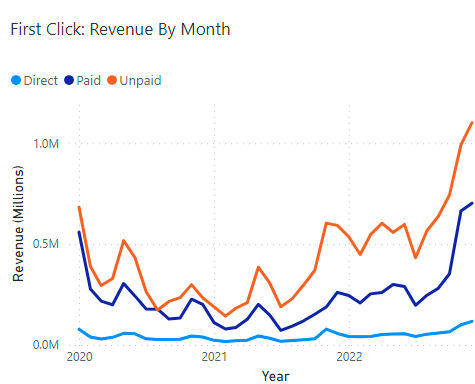 First Click: Revenue By Month
Direct Paid Unpaid
1.0M
0.5M
0.0M
Revenue (Millions)
2020 2021 2022
Year